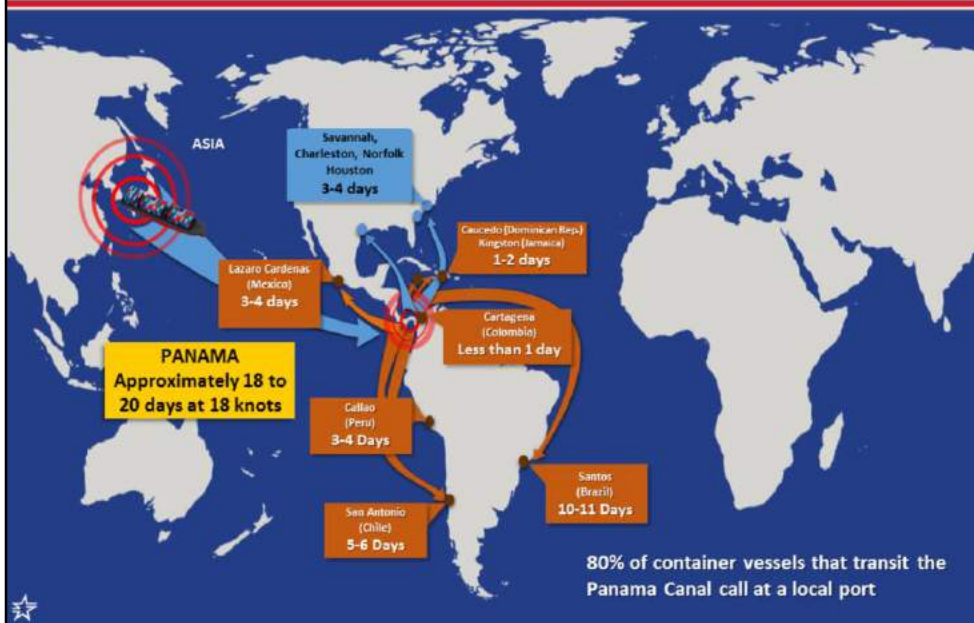 ASIA
Savannah,
Charleston, Norfolk
Houston
3-4 days
Caucedo (Dominican Rep.)
Kingston (Jamaica)
1-2 days
Lazaro Cardenas
(Mexico)
3-4 days
Cartagena
(Colombia)
Less than 1 day
PANAMA
Approximately 18 to
20 days at 18 knots
Callao
(Peru)
3-4 Days
Santos
(Brazil)
10-11 Days
San Antonio
(Chile)
5-6 Days
80% of container vessels that transit the
Panama Canal call at a local port